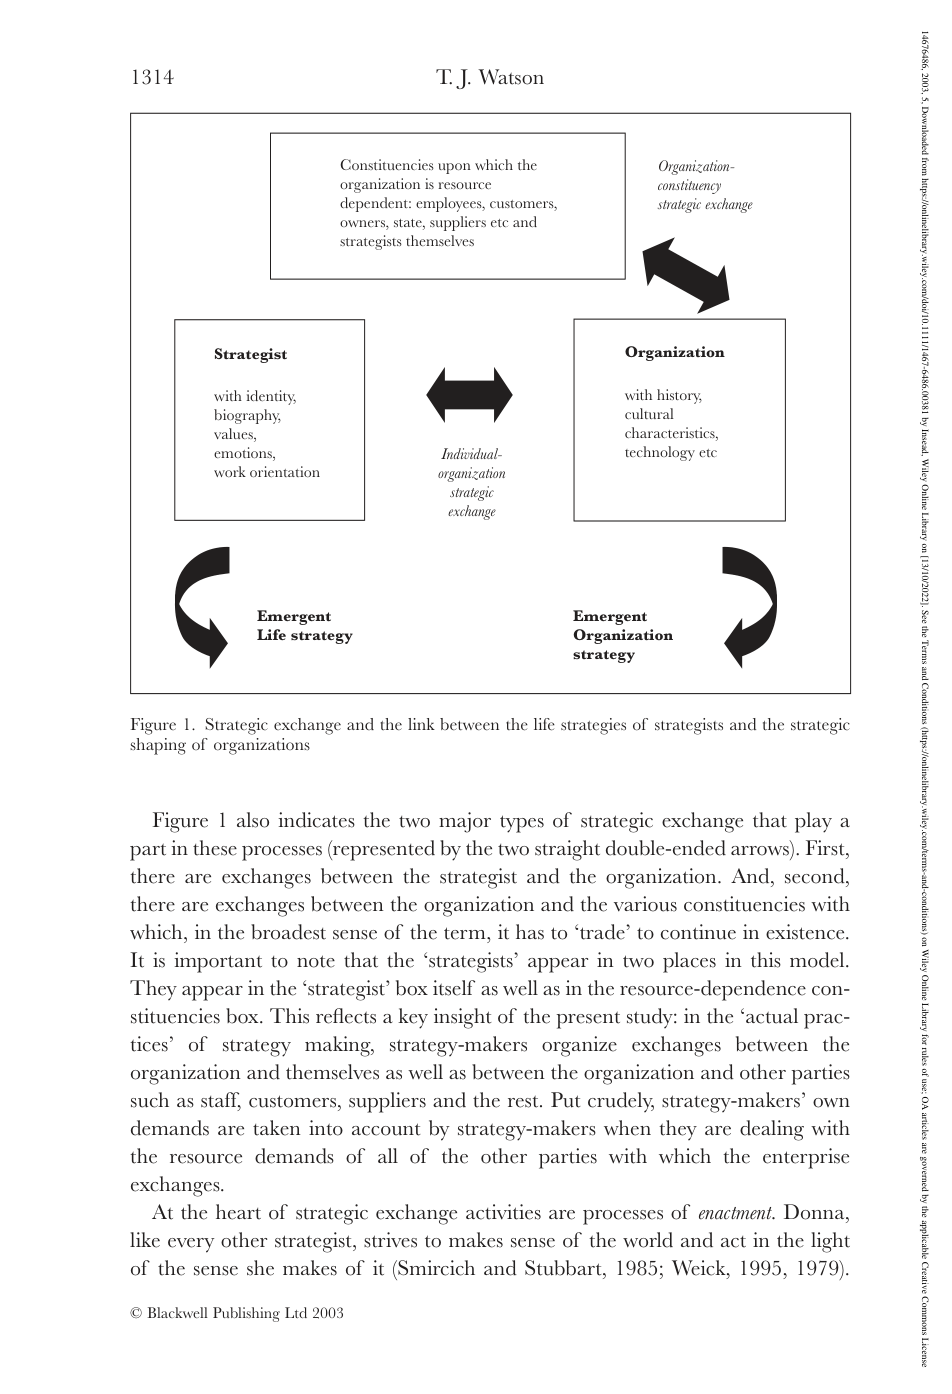 1314
T. J. Watson
Constituencies upon which the
organization is resource
dependent: employees, customers,
owners, state, suppliers etc and
strategists themselves
Organization-
constituency
strategic exchange
Strategist
with identity,
biography,
values,
emotions,
work orientation
Individual-
organization
strategic
exchange
Organization
with history,
cultural
characteristics,
technology etc
Emergent
Life strategy
Emergent
Organization
strategy
Figure 1. Strategic exchange and the link between the life strategies of strategists and the strategic
shaping of organizations
Figure 1 also indicates the two major types of strategic exchange that play a
part in these processes (represented by the two straight double-ended arrows). First,
there are exchanges between the strategist and the organization. And, second,
there are exchanges between the organization and the various constituencies with
which, in the broadest sense of the term, it has to ‘trade’ to continue in existence.
It is important to note that the ‘strategists’ appear in two places in this model.
They appear in the ‘strategist’ box itself as well as in the resource-dependence con-
stituencies box. This reflects a key insight of the present study: in the ‘actual prac-
tices’ of strategy making, strategy-makers organize exchanges between the
organization and themselves as well as between the organization and other parties
such as staff, customers, suppliers and the rest. Put crudely, strategy-makers’ own
demands are taken into account by strategy-makers when they are dealing with
the resource demands of all of the other parties with which the enterprise
exchanges.
At the heart of strategic exchange activities are processes of enactment. Donna,
like every other strategist, strives to makes sense of the world and act in the light
of the sense she makes of it (Smircich and Stubbart, 1985; Weick, 1995, 1979).
© Blackwell Publishing Ltd 2003
14676486, 2003, 5, Downloaded from https://onlinelibrary.wiley.com/doi/10.1111/1467-6486.00381 by Insead, Wiley Online Library on [13/10/2022]. See the Terms and Conditions (https://onlinelibrary.wiley.com/terms-and-conditions) on Wiley Online Library for rules of use; OA articles are governed by the applicable Creative Commons License